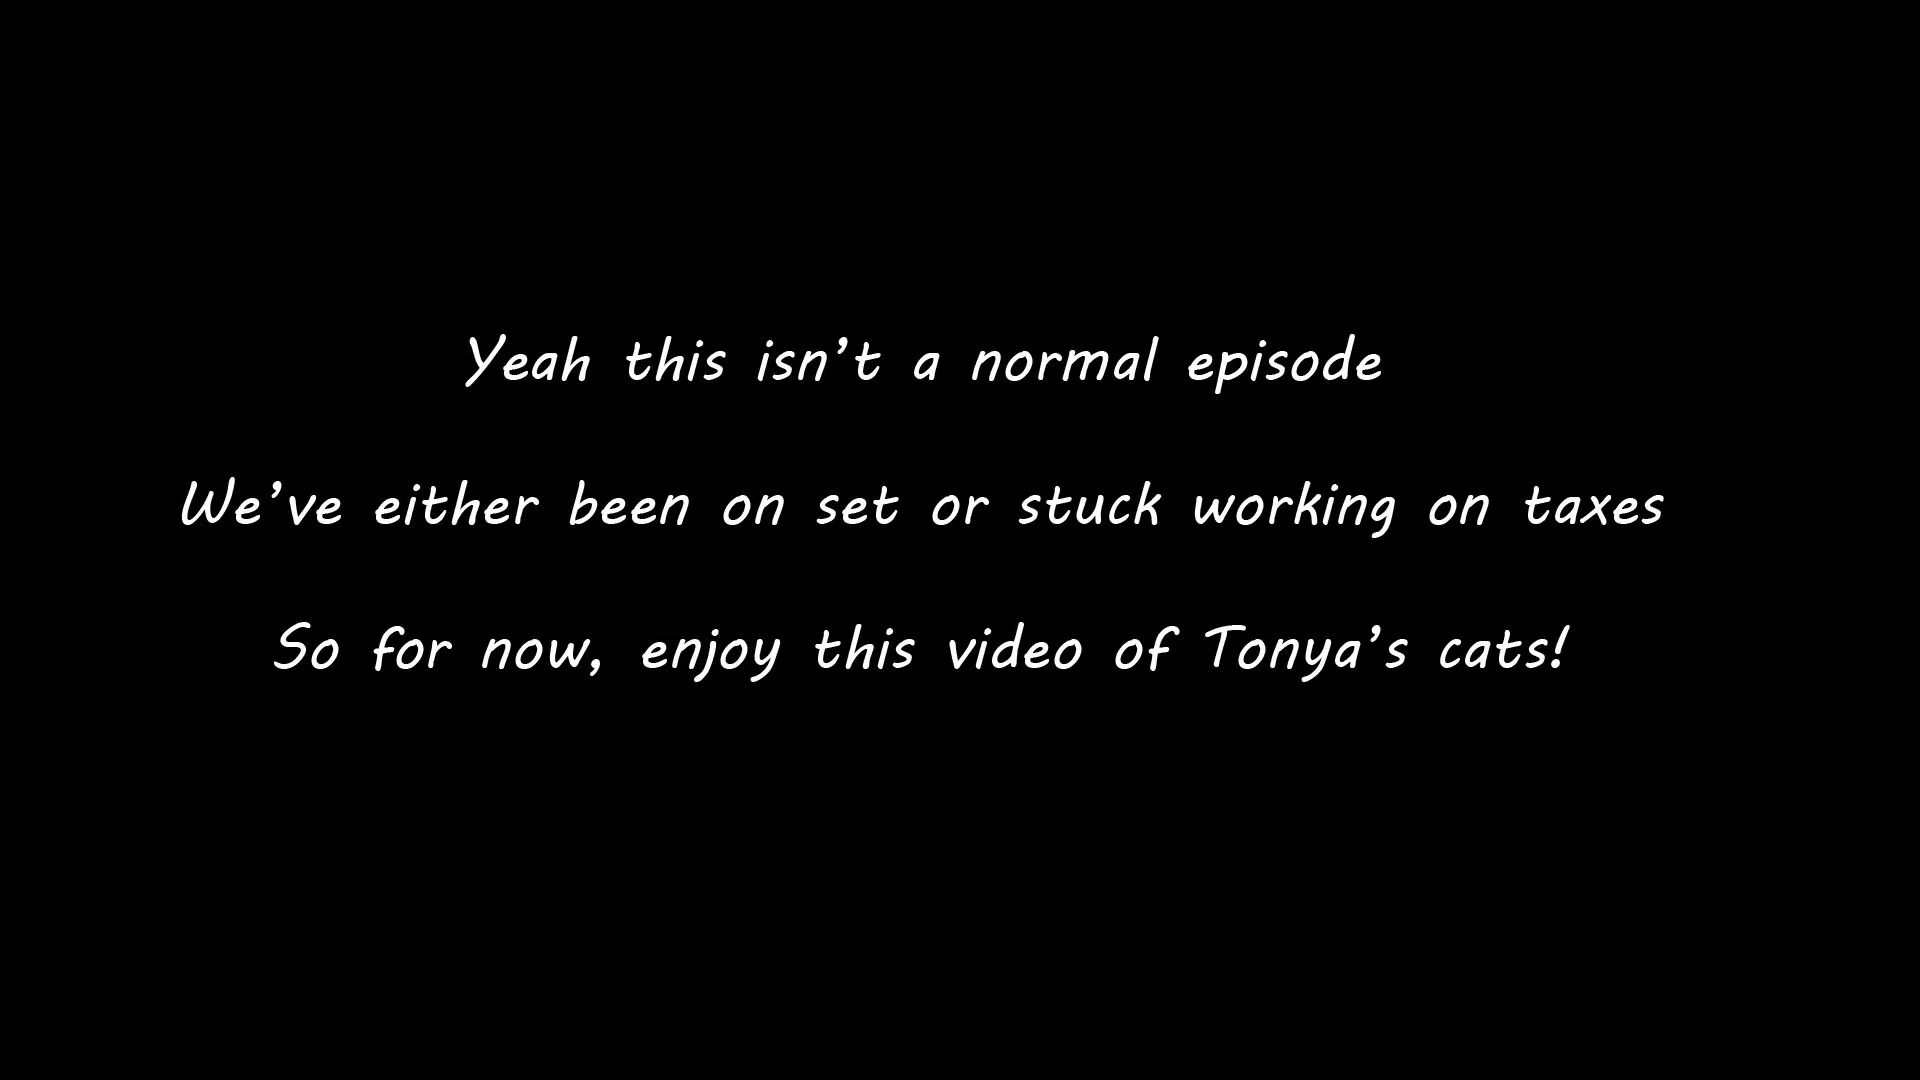 Yeah this isn’t a normal episode
We’ve either been on set or stuck working on taxes
So for now, enjoy this video of Tonya’s cats!